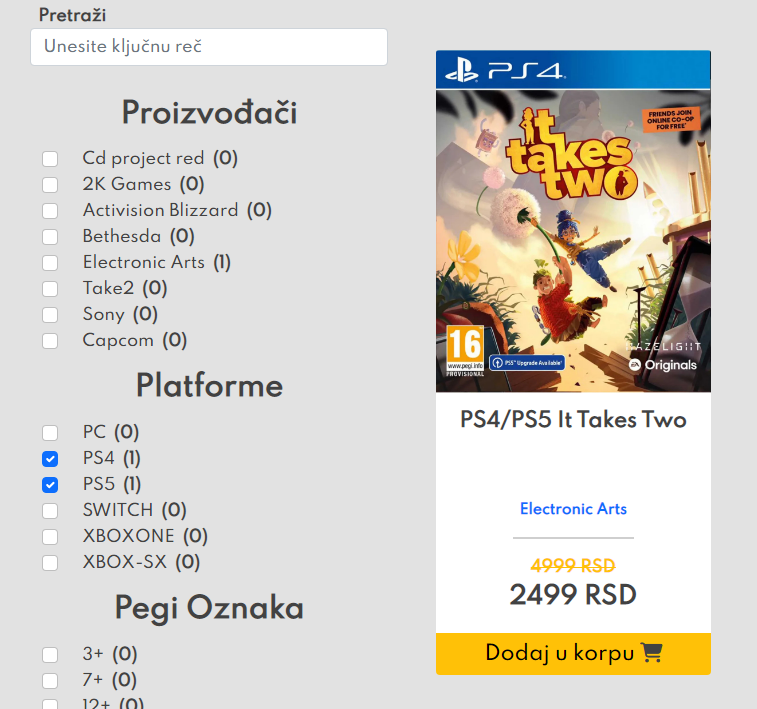 Pretraži
Unesite ključnu reč
Proizvođači
Cd project red (0)
2K Games (0)
Activision Blizzard (0)
Bethesda (0)
Electronic Arts (1)
Take2 (0)
Sony (0)
Capcom (0)
Platforme
PC (0)
PS4 (1)
PS5 (1)
SWITCH (0)
XBOXONE (0)
XBOX-SX (0)
Pegi Oznaka
3+ (0)
7+ (0)
12+ (0)
PS4
FRIENDS JOIN
ONLINE CO-OP
FOR FREE
it
takes
two
16
www.pegi.info
PROVISIONAL
PS5 Upgrade Available
HAZELIGHT
EA Originals
PS4/PS5 It Takes Two
Electronic Arts
4999 RSD
2499 RSD
Dodaj u korpu